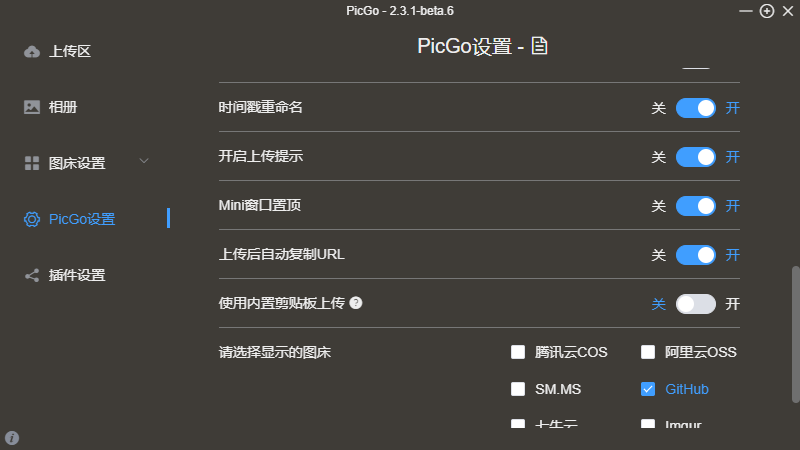 PicGo - 2.3.1-beta.6
上传区
相册
图床设置
PicGo设置
插件设置
PicGo设置 -
时间戳重命名 关 开
开启上传提示 关 开
Mini窗口置顶 关 开
上传后自动复制URL 关 开
使用内置剪贴板上传 关 开
请选择显示的图床 腾讯云COS 阿里云OSS
SM.MS GitHub
七牛云 Imgur